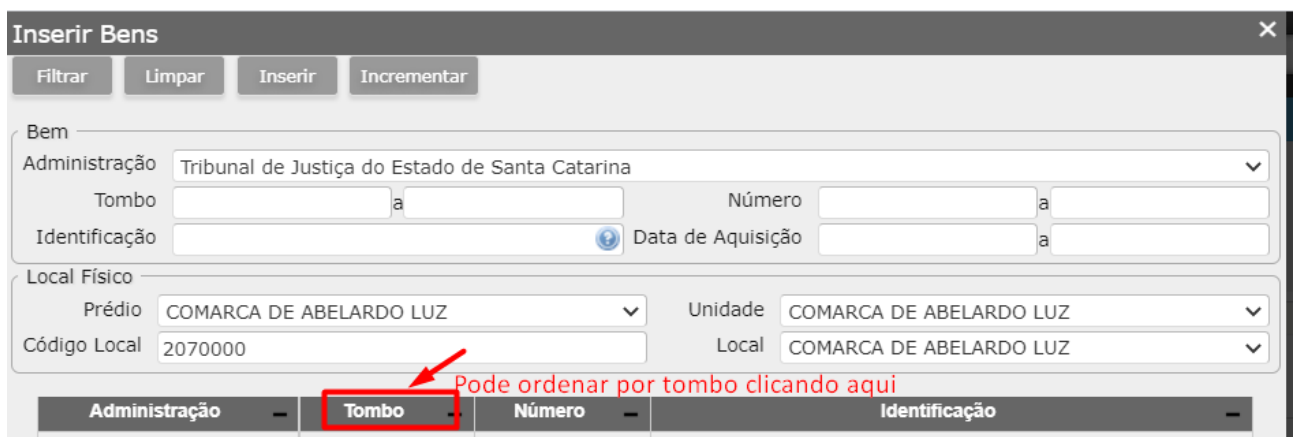 Inserir Bens
Filtrar Limpar Inserir Incrementar
Bem
Administração Tribunal de Justiça do Estado de Santa Catarina
Tombo a Número a
Identificação Data de Aquisição a
Local Físico
Prédio COMARCA DE ABELARDO LUZ Unidade COMARCA DE ABELARDO LUZ
Código Local 2070000 Local COMARCA DE ABELARDO LUZ
Pode ordenar por tombo clicando aqui
Administração Tombo Número Identificação